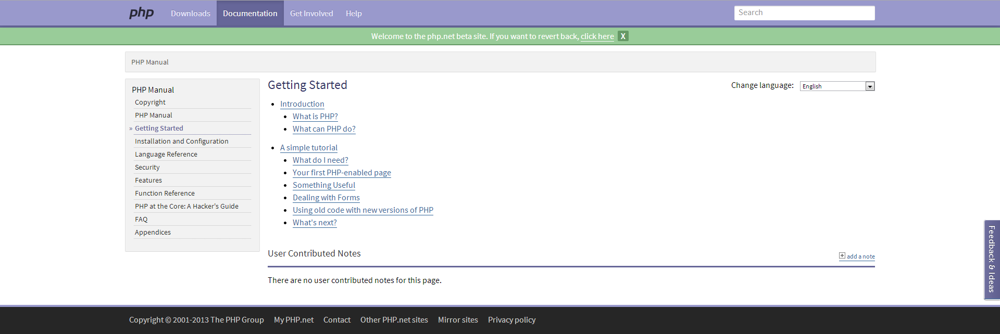 php Downloads Documentation Get Involved Help Search
Welcome to the php.net beta site. If you want to revert back, click here X
PHP Manual
PHP Manual
Copyright
PHP Manual
» Getting Started
Installation and Configuration
Language Reference
Security
Features
Function Reference
PHP at the Core: A Hacker's Guide
FAQ
Appendices
Getting Started
Change language: English
Introduction
What is PHP?
What can PHP do?
A simple tutorial
What do I need?
Your first PHP-enabled page
Something Useful
Dealing with Forms
Using old code with new versions of PHP
What's next?
User Contributed Notes
add a note
There are no user contributed notes for this page.
Feedback & Ideas
Copyright © 2001-2013 The PHP Group My PHP.net Contact Other PHP.net sites Mirror sites Privacy policy